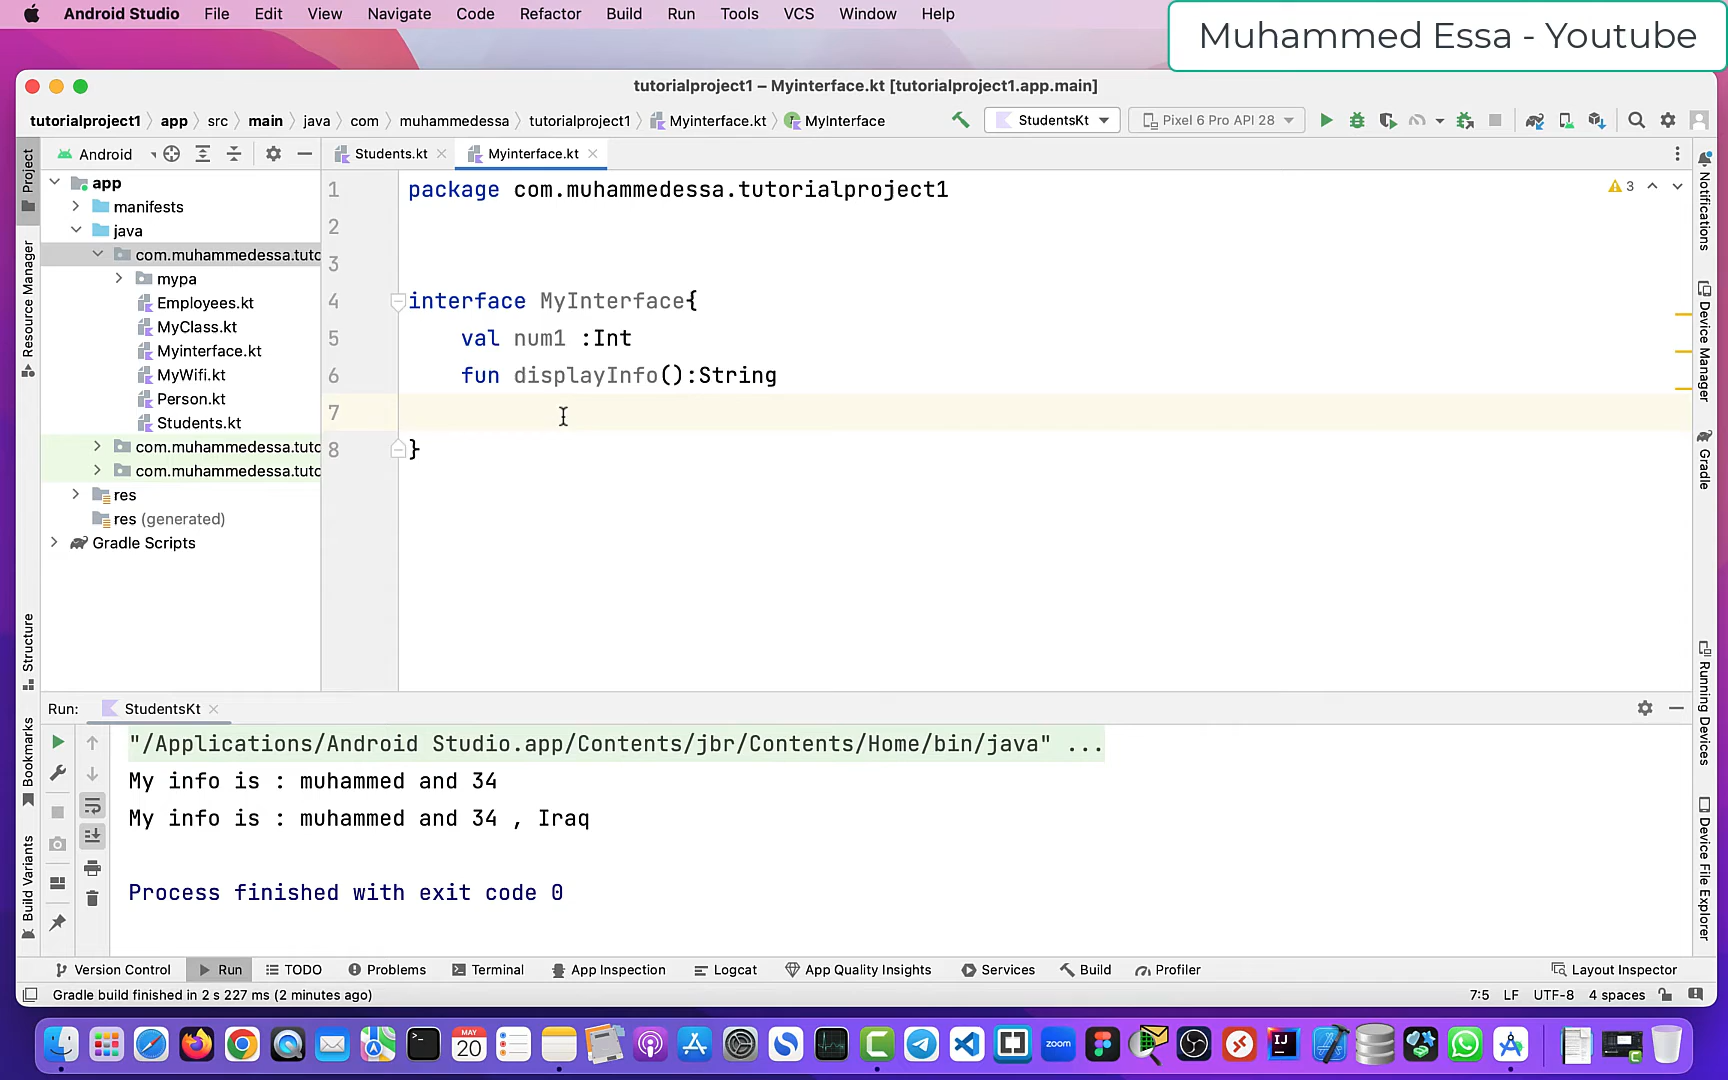 Android Studio File Edit View Navigate Code Refactor Build Run Tools VCS Window Help
Muhammed Essa - Youtube
tutorialproject1 – Myinterface.kt [tutorialproject1.app.main]
tutorialproject1 app src main java com muhammedessa tutorialproject1 Myinterface.kt MyInterface StudentsKt Pixel 6 Pro API 28
Android Students.kt Myinterface.kt
Project
Resource Manager
Structure
Bookmarks
Build Variants
app
manifests
java
com.muhammedessa.tuto
mypa
Employees.kt
MyClass.kt
Myinterface.kt
MyWifi.kt
Person.kt
Students.kt
com.muhammedessa.tuto
com.muhammedessa.tuto
res
res (generated)
Gradle Scripts
1 package com.muhammedessa.tutorialproject1
2
3
4 interface MyInterface{
5 val num1 :Int
6 fun displayInfo():String
7
8 }
3
Notifications
Device Manager
Gradle
Running Devices
Device File Explorer
Run: StudentsKt
"/Applications/Android Studio.app/Contents/jbr/Contents/Home/bin/java" ...
My info is : muhammed and 34
My info is : muhammed and 34 , Iraq
Process finished with exit code 0
Version Control Run TODO Problems Terminal App Inspection Logcat App Quality Insights Services Build Profiler Layout Inspector
Gradle build finished in 2 s 227 ms (2 minutes ago) 7:5 LF UTF-8 4 spaces
MAY
20
zoom
IJ